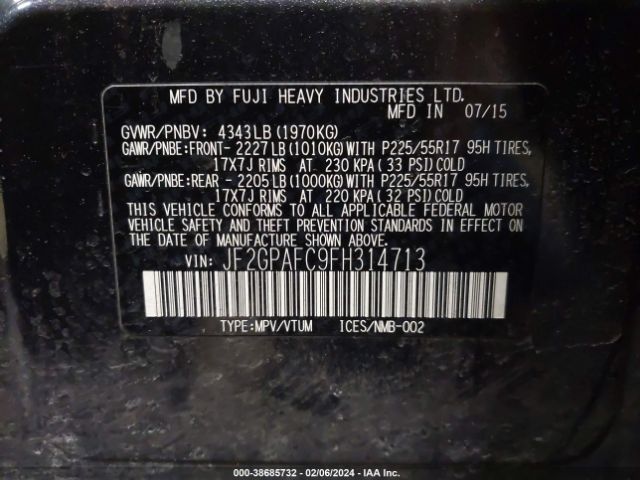 MFD BY FUJI HEAVY INDUSTRIES LTD.
MFD IN 07/15
GVWR/PNBV: 4343LB(1970KG)
GAWR/PNBE:FRONT- 2227LB(1010KG)WITH P225/55R17 95H TIRES,
17X7J RIMS AT 230 KPA(33 PSI)COLD
GAWR/PNBE:REAR - 2205LB(1000KG)WITH P225/55R17 95H TIRES,
17X7J RIMS AT 220 KPA(32 PSI)COLD
THIS VEHICLE CONFORMS TO ALL APPLICABLE FEDERAL MOTOR
VEHICLE SAFETY AND THEFT PREVENTION STANDARDS IN EFFECT
ON THE DATE OF MANUFACTURE SHOWN ABOVE.
VIN: JF2GPAFC9FH314713
TYPE:MPV/VTUM ICES/NMB-002
000-38685732 - 02/06/2024 - IAA Inc.